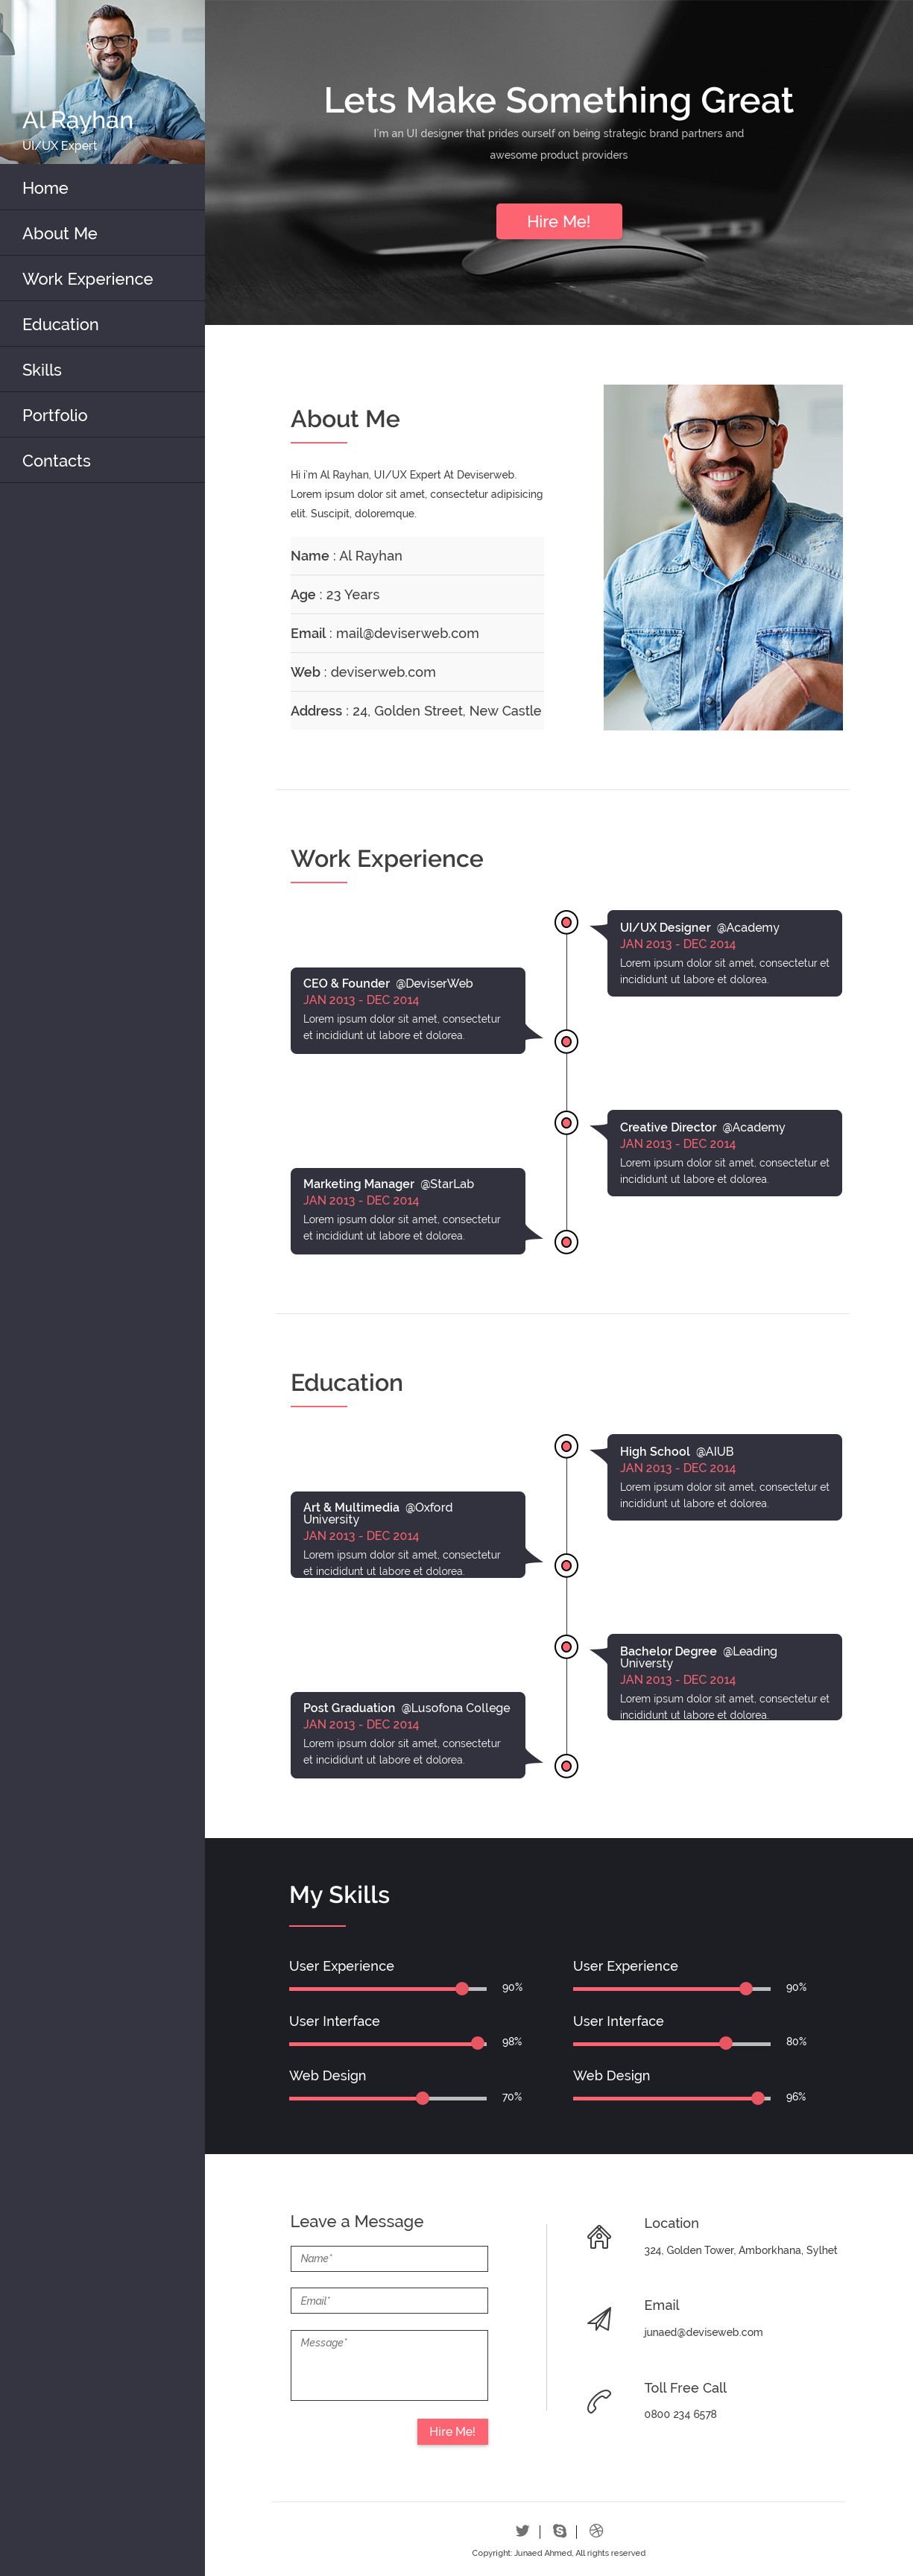 Al Rayhan
UI/UX Expert
Home
About Me
Work Experience
Education
Skills
Portfolio
Contacts
Lets Make Something Great
I'm an UI designer that prides ourself on being strategic brand partners and
awesome product providers
Hire Me!
About Me
Hi i'm Al Rayhan, UI/UX Expert At Deviserweb.
Lorem ipsum dolor sit amet, consectetur adipisicing
elit. Suscipit, doloremque.
Name : Al Rayhan
Age : 23 Years
Email : mail@deviserweb.com
Web : deviserweb.com
Address : 24, Golden Street, New Castle
Work Experience
UI/UX Designer @Academy
JAN 2013 - DEC 2014
Lorem ipsum dolor sit amet, consectetur et
incididunt ut labore et dolorea.
CEO & Founder @DeviserWeb
JAN 2013 - DEC 2014
Lorem ipsum dolor sit amet, consectetur
et incididunt ut labore et dolorea.
Creative Director @Academy
JAN 2013 - DEC 2014
Lorem ipsum dolor sit amet, consectetur et
incididunt ut labore et dolorea.
Marketing Manager @StarLab
JAN 2013 - DEC 2014
Lorem ipsum dolor sit amet, consectetur
et incididunt ut labore et dolorea.
Education
High School @AIUB
JAN 2013 - DEC 2014
Lorem ipsum dolor sit amet, consectetur et
incididunt ut labore et dolorea.
Art & Multimedia @Oxford
University
JAN 2013 - DEC 2014
Lorem ipsum dolor sit amet, consectetur
et incididunt ut labore et dolorea.
Bachelor Degree @Leading
Universty
JAN 2013 - DEC 2014
Lorem ipsum dolor sit amet, consectetur et
incididunt ut labore et dolorea.
Post Graduation @Lusofona College
JAN 2013 - DEC 2014
Lorem ipsum dolor sit amet, consectetur
et incididunt ut labore et dolorea.
My Skills
User Experience
90%
User Interface
98%
Web Design
70%
User Experience
90%
User Interface
80%
Web Design
96%
Leave a Message
Name*
Email*
Message*
Hire Me!
Location
324, Golden Tower, Amborkhana, Sylhet
Email
junaed@deviseweb.com
Toll Free Call
0800 234 6578
Copyright: Junaed Ahmed, All rights reserved